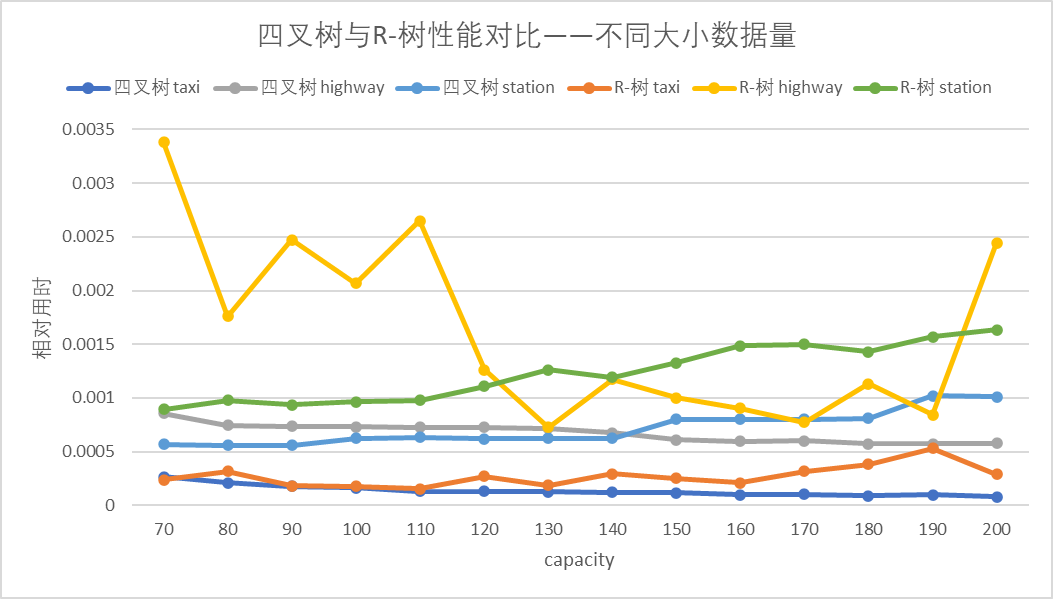 四叉树与R-树性能对比——不同大小数据量
四叉树 taxi 四叉树 highway 四叉树 station R-树 taxi R-树 highway R-树 station
0.0035
0.003
0.0025
0.002
0.0015
0.001
0.0005
0
相对用时
70 80 90 100 110 120 130 140 150 160 170 180 190 200
capacity